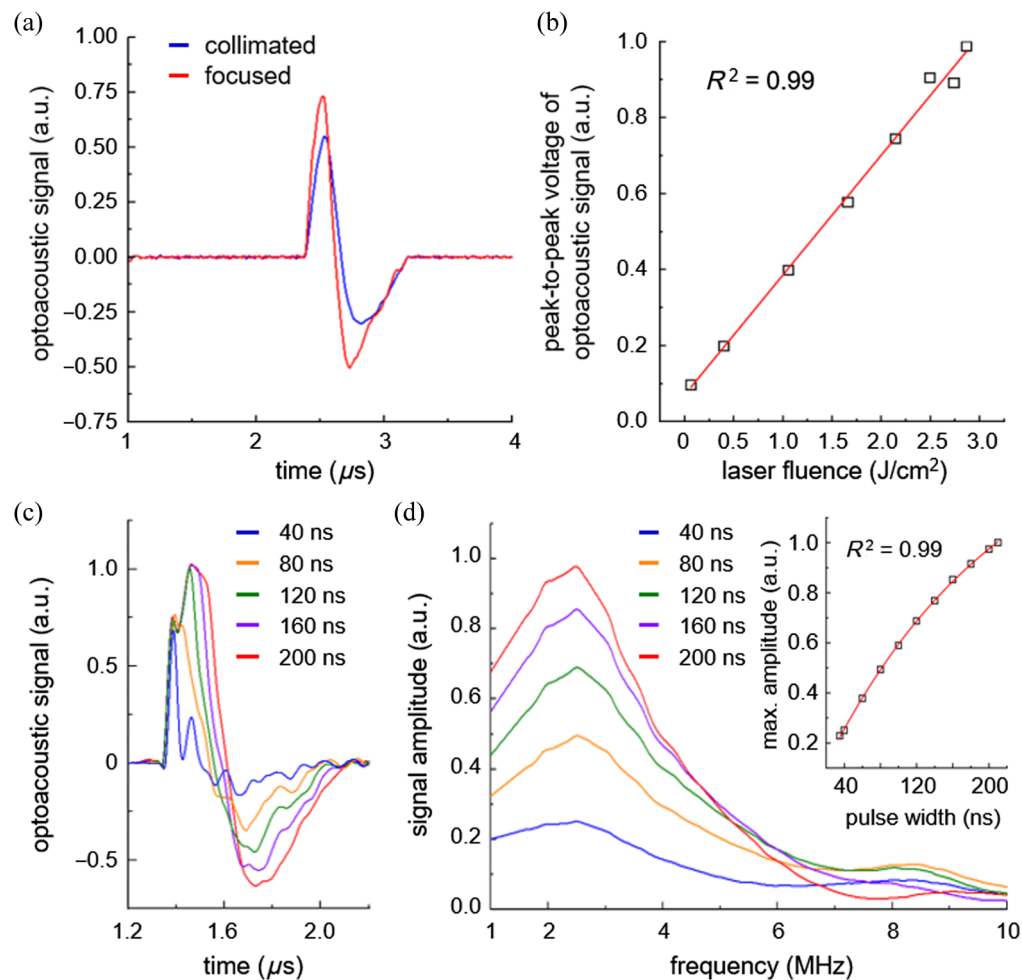 (a)
1.00
0.75
0.50
0.25
0.00
−0.25
−0.50
−0.75
optoacoustic signal (a.u.)
collimated
focused
1 2 3 4
time (μs)
(b)
1.0
0.8
0.6
0.4
0.2
0.0
peak-to-peak voltage of
optoacoustic signal (a.u.)
R² = 0.99
0 0.5 1.0 1.5 2.0 2.5 3.0
laser fluence (J/cm²)
(c)
1.0
0.5
0
−0.5
optoacoustic signal (a.u.)
40 ns
80 ns
120 ns
160 ns
200 ns
1.2 1.6 2.0
time (μs)
(d)
1.0
0.8
0.6
0.4
0.2
0.0
signal amplitude (a.u.)
40 ns
80 ns
120 ns
160 ns
200 ns
1 2 4 6 8 10
frequency (MHz)
1.0
0.8
0.6
0.4
0.2
max. amplitude (a.u.)
R² = 0.99
40 80 120 160 200
pulse width (ns)